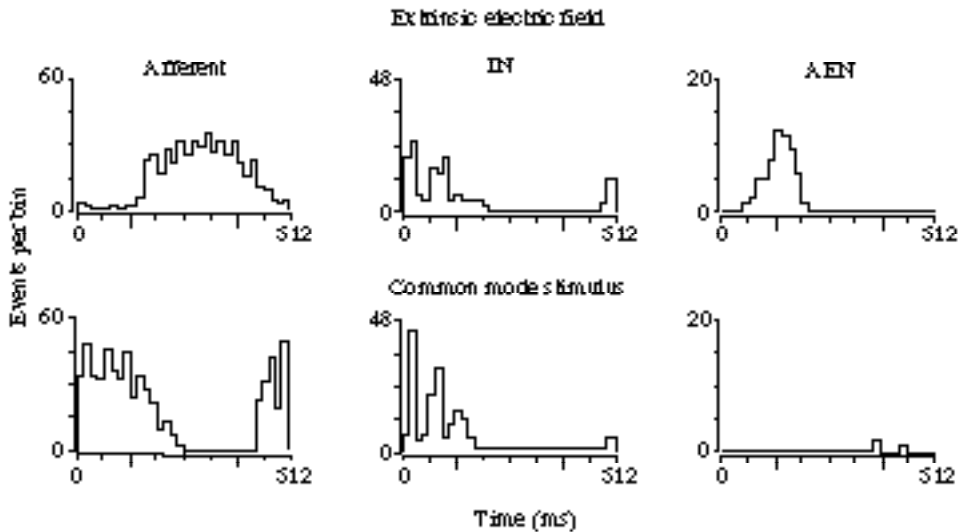 Extrinsic electric field
Afferent IN AEN
60 48 20
10
0 0 0
0 512 0 512 0 512
Events per bin
Common mode stimulus
60 48 20
10
0 0 0
0 512 0 512 0 512
Time (ms)